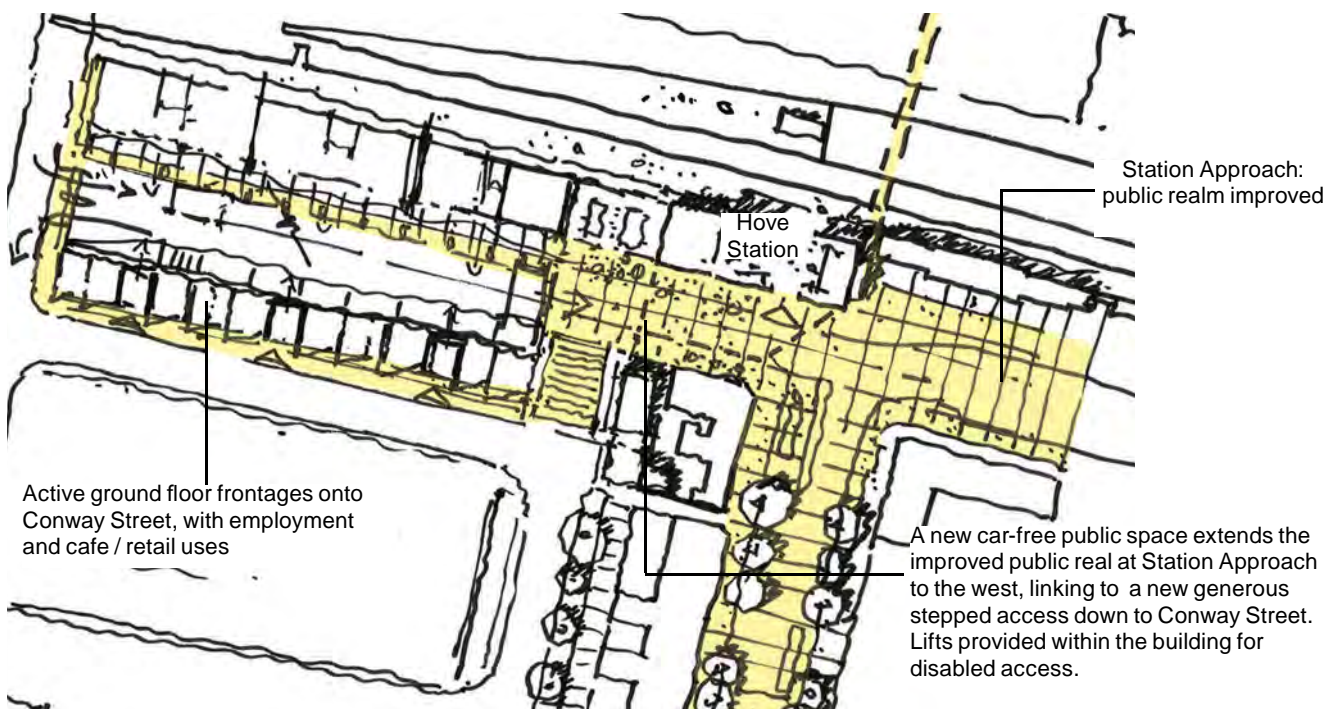 Station Approach:
public realm improved
Hove
Station
Active ground floor frontages onto
Conway Street, with employment
and cafe / retail uses
A new car-free public space extends the
improved public real at Station Approach
to the west, linking to a new generous
stepped access down to Conway Street.
Lifts provided within the building for
disabled access.